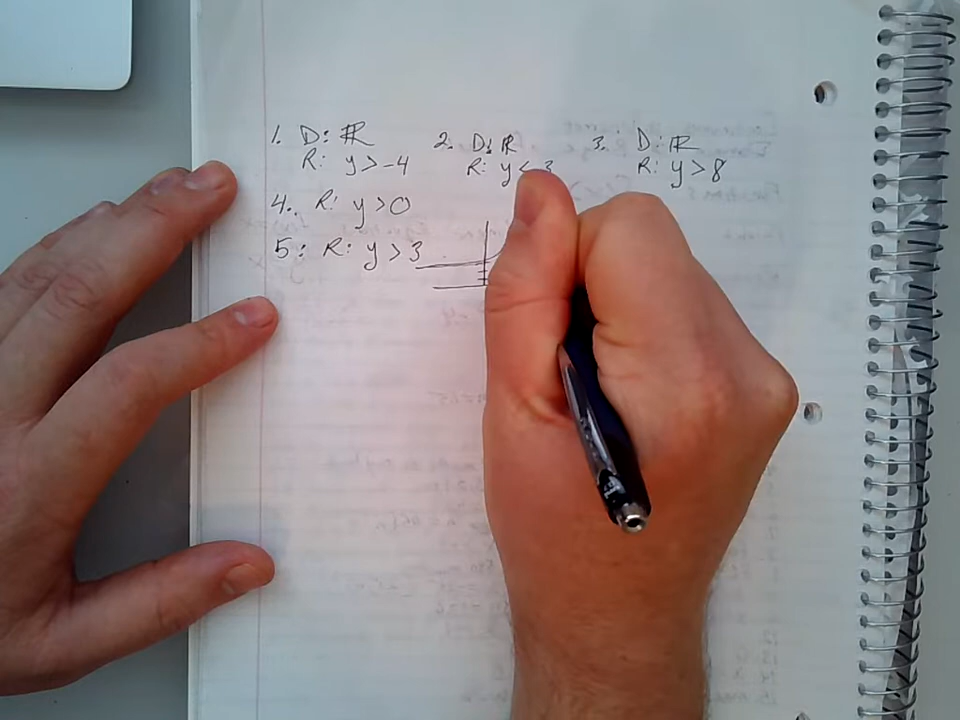 1. D: ℝ 2. D: ℝ 3. D: ℝ
R: y > -4 R: y < 3 R: y > 8
4. R: y > 0
5: R: y > 3